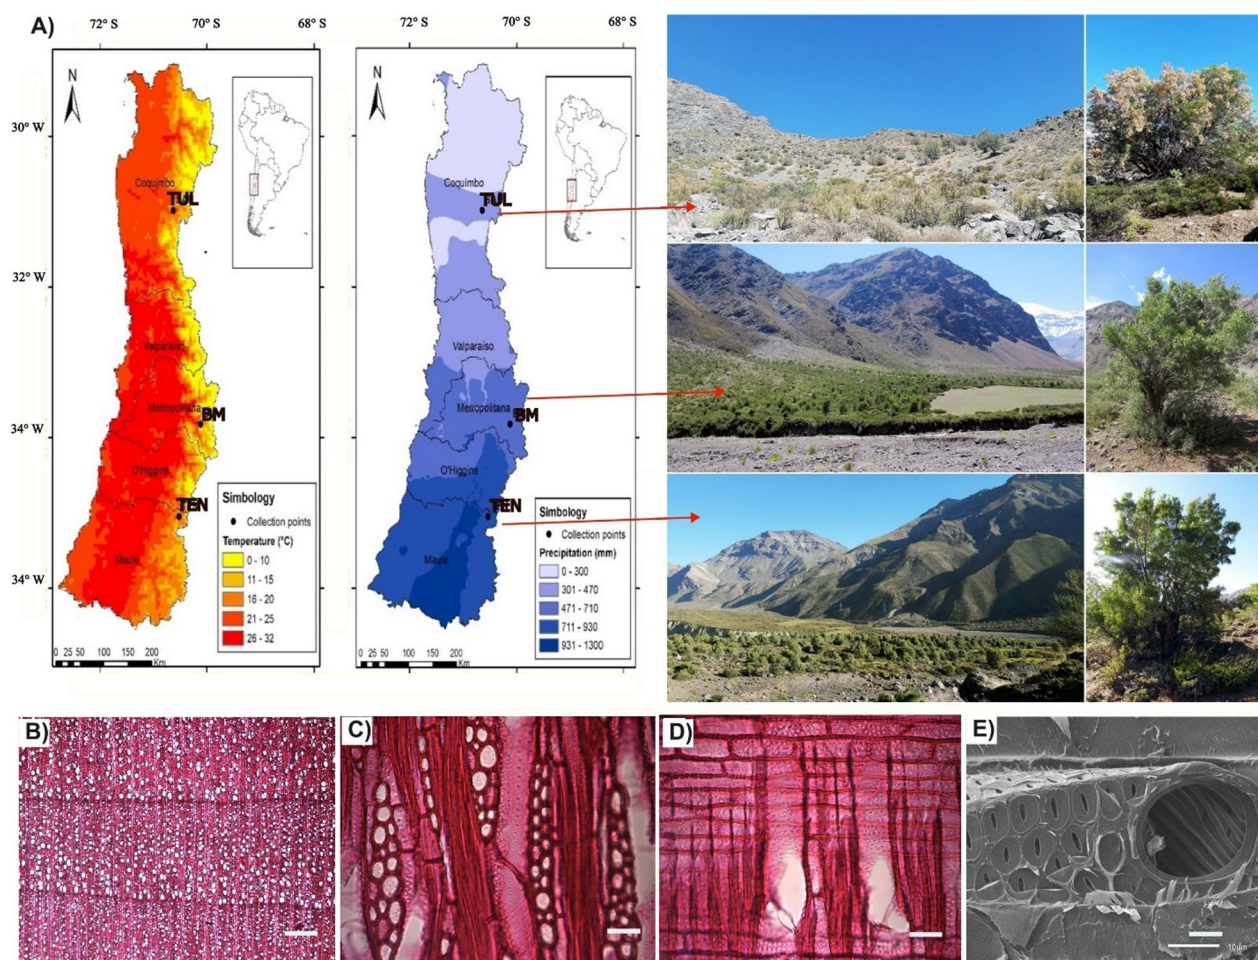 A)
72° S 70° S 68° S
72° S 70° S 68° S
N
N
30° W
32° W
34° W
34° W
Coquimbo
TUL
Valparaíso
Metropolitana
BM
O'Higgins
TEN
Maule
Simbology
Collection points
Temperature (°C)
0 - 10
11 - 15
16 - 20
21 - 25
26 - 32
0 25 50 100 150 200
Km
Coquimbo
TUL
Valparaíso
Metropolitana
BM
O'Higgins
TEN
Maule
Simbology
Collection points
Precipitation (mm)
0 - 300
301 - 470
471 - 710
711 - 930
931 - 1300
0 25 50 100 150 200
Km
B)
C)
D)
E)
10µm